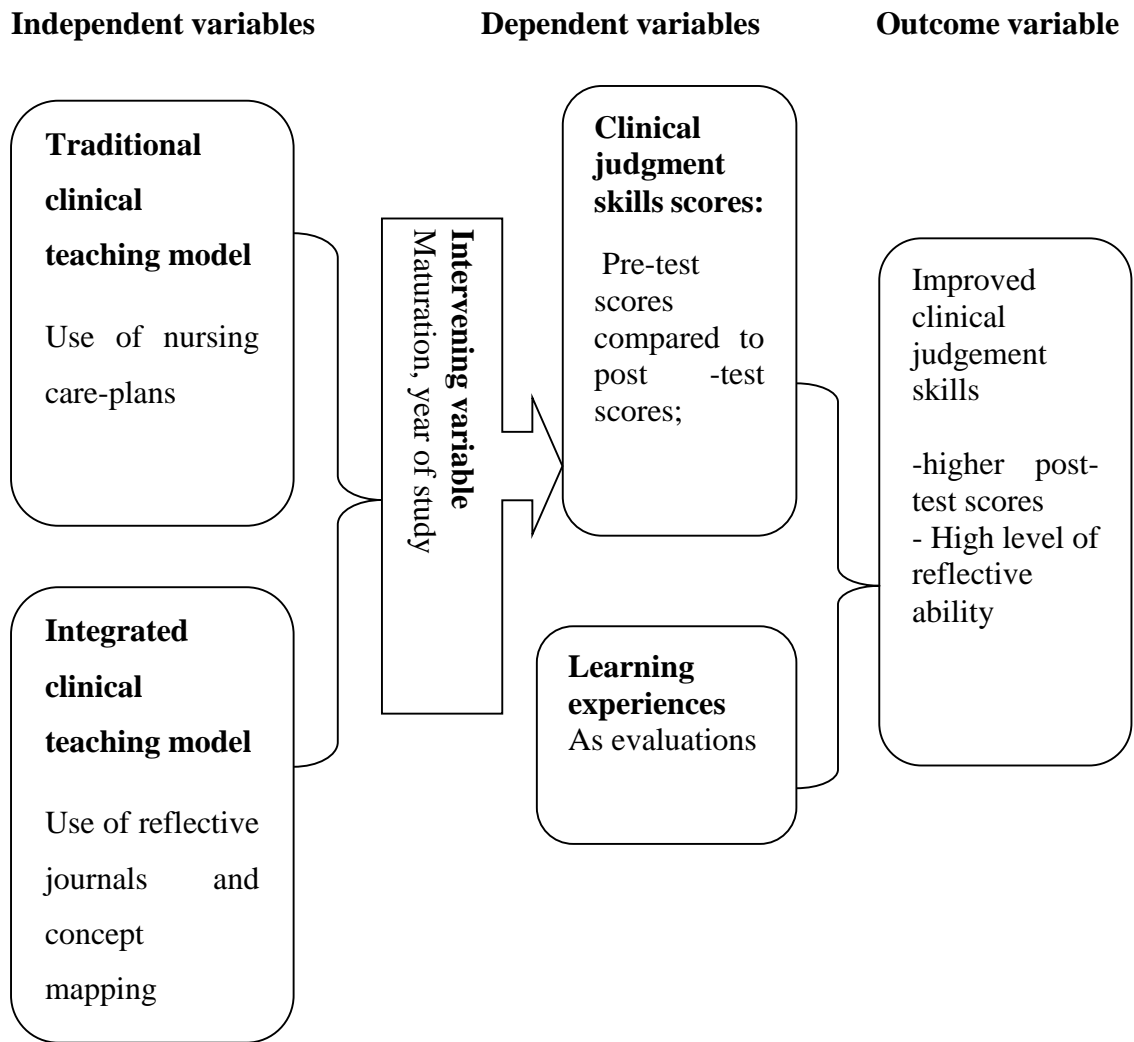 Independent variables
Dependent variables
Outcome variable
Traditional
clinical
teaching model
Use of nursing
care-plans
Integrated
clinical
teaching model
Use of reflective
journals and
concept
mapping
Intervening variable
Maturation, year of study
Clinical
judgment
skills scores:
Pre-test
scores
compared to
post -test
scores;
Learning
experiences
As evaluations
Improved
clinical
judgement
skills
-higher post-
test scores
- High level of
reflective
ability